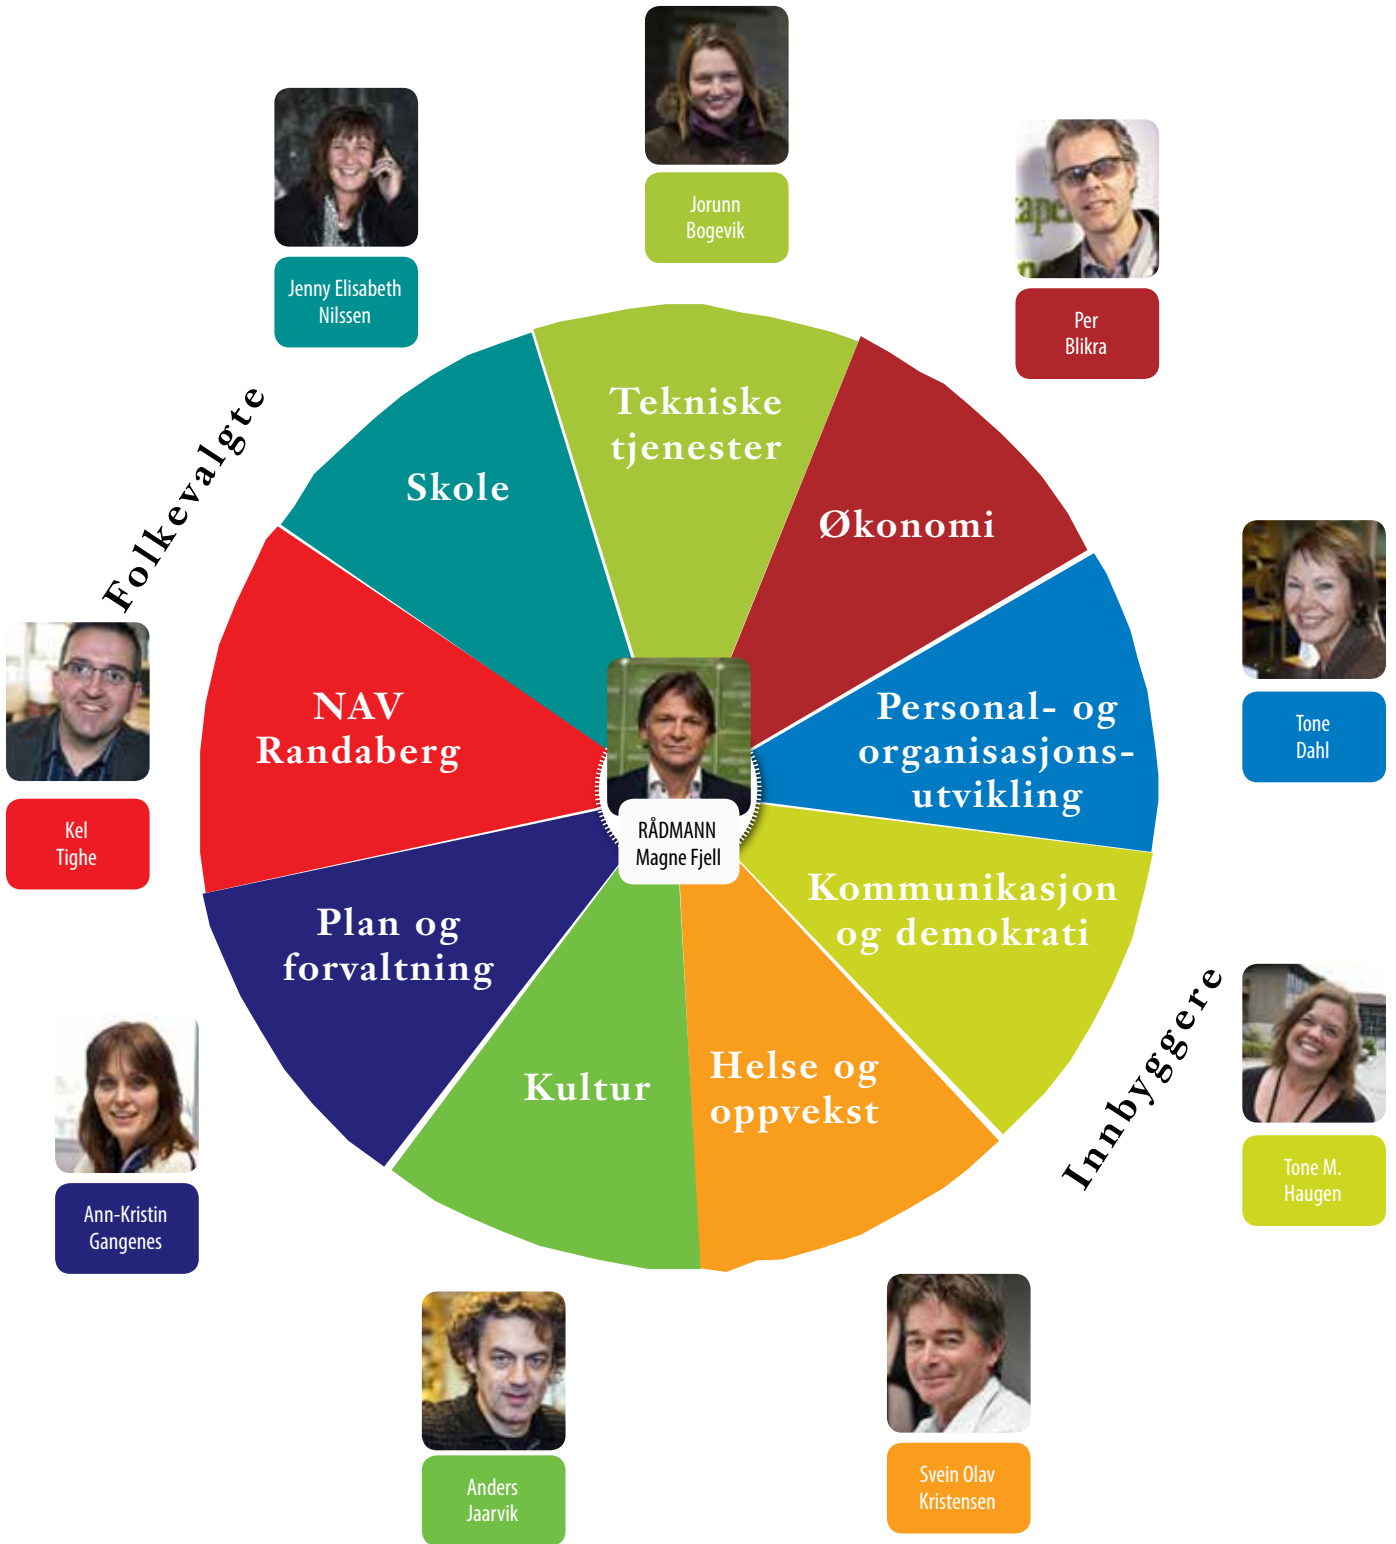 Jorunn
Bogevik
Jenny Elisabeth
Nilssen
Per
Blikra
Folkevalgte
Tekniske
tjenester
Skole
Økonomi
NAV
Randaberg
Personal- og
organisasjons-
utvikling
Tone
Dahl
Kel
Tighe
RÅDMANN
Magne Fjell
Kommunikasjon
og demokrati
Plan og
forvaltning
Helse og
oppvekst
Kultur
Innbyggere
Tone M.
Haugen
Ann-Kristin
Gangenes
Svein Olav
Kristensen
Anders
Jaarvik